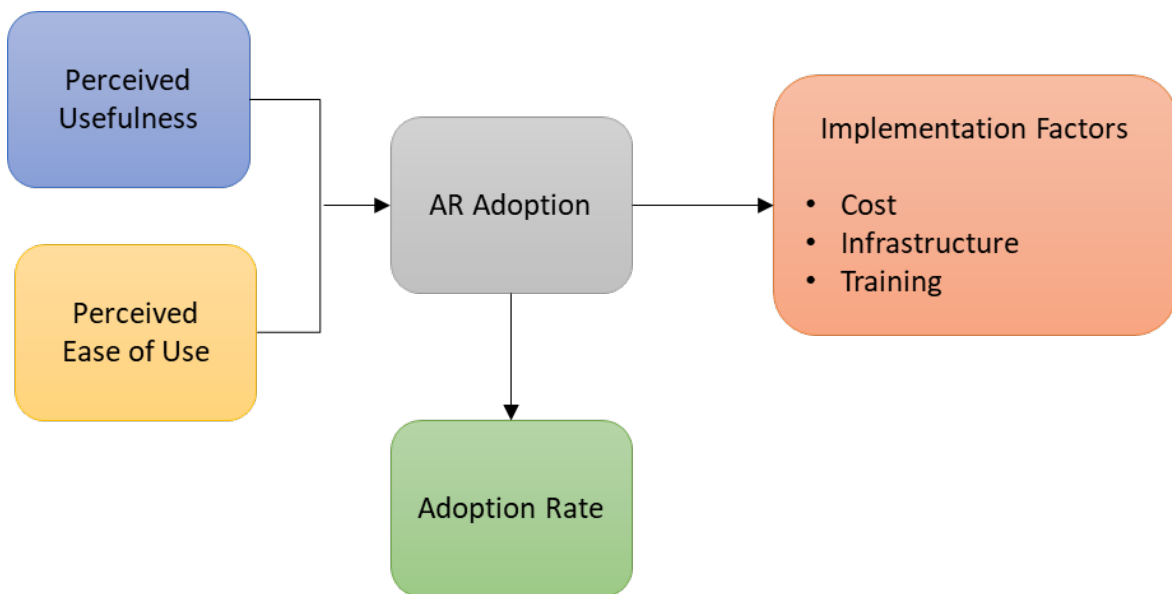 Perceived
Usefulness
Perceived
Ease of Use
AR Adoption
Implementation Factors
• Cost
• Infrastructure
• Training
Adoption Rate